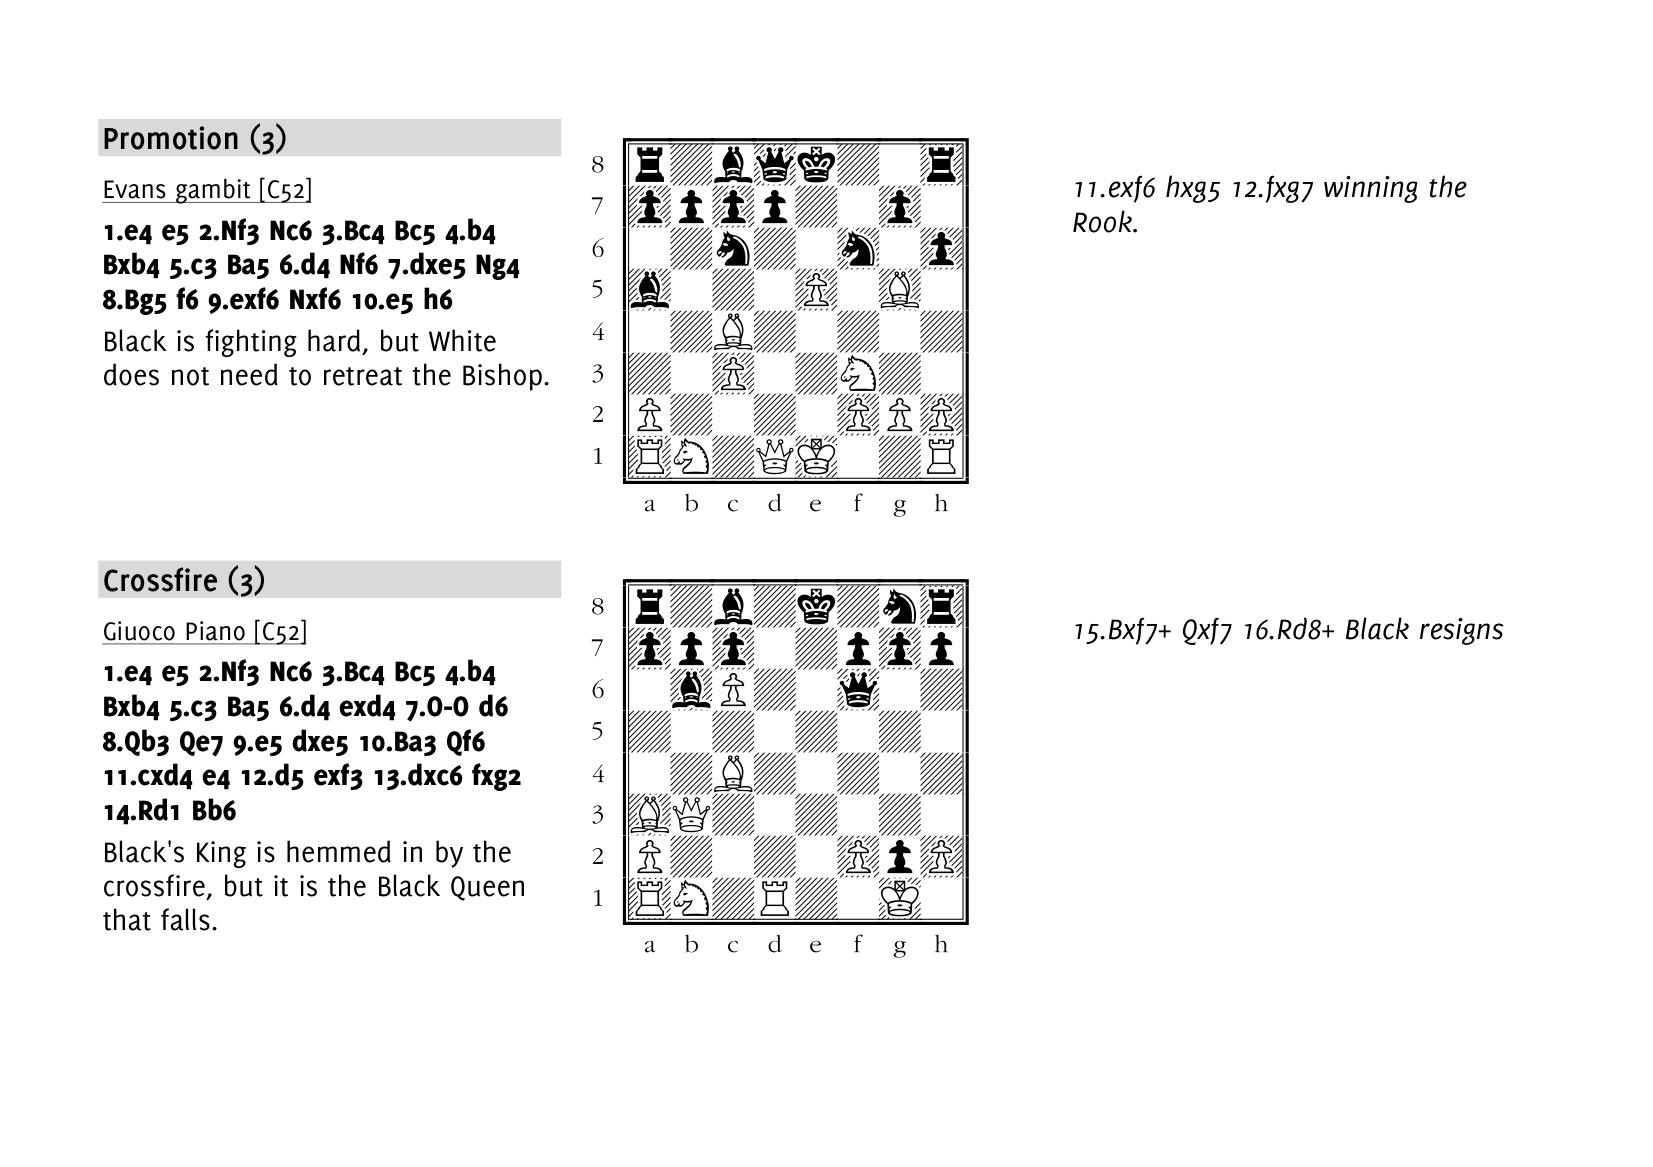 Promotion (3)
Evans gambit [C52]
1.e4 e5 2.Nf3 Nc6 3.Bc4 Bc5 4.b4
Bxb4 5.c3 Ba5 6.d4 Nf6 7.dxe5 Ng4
8.Bg5 f6 9.exf6 Nxf6 10.e5 h6
Black is fighting hard, but White
does not need to retreat the Bishop.
8
7
6
5
4
3
2
1
a b c d e f g h
11.exf6 hxg5 12.fxg7 winning the
Rook.
Crossfire (3)
Giuoco Piano [C52]
1.e4 e5 2.Nf3 Nc6 3.Bc4 Bc5 4.b4
Bxb4 5.c3 Ba5 6.d4 exd4 7.O-O d6
8.Qb3 Qe7 9.e5 dxe5 10.Ba3 Qf6
11.cxd4 e4 12.d5 exf3 13.dxc6 fxg2
14.Rd1 Bb6
Black's King is hemmed in by the
crossfire, but it is the Black Queen
that falls.
8
7
6
5
4
3
2
1
a b c d e f g h
15.Bxf7+ Qxf7 16.Rd8+ Black resigns